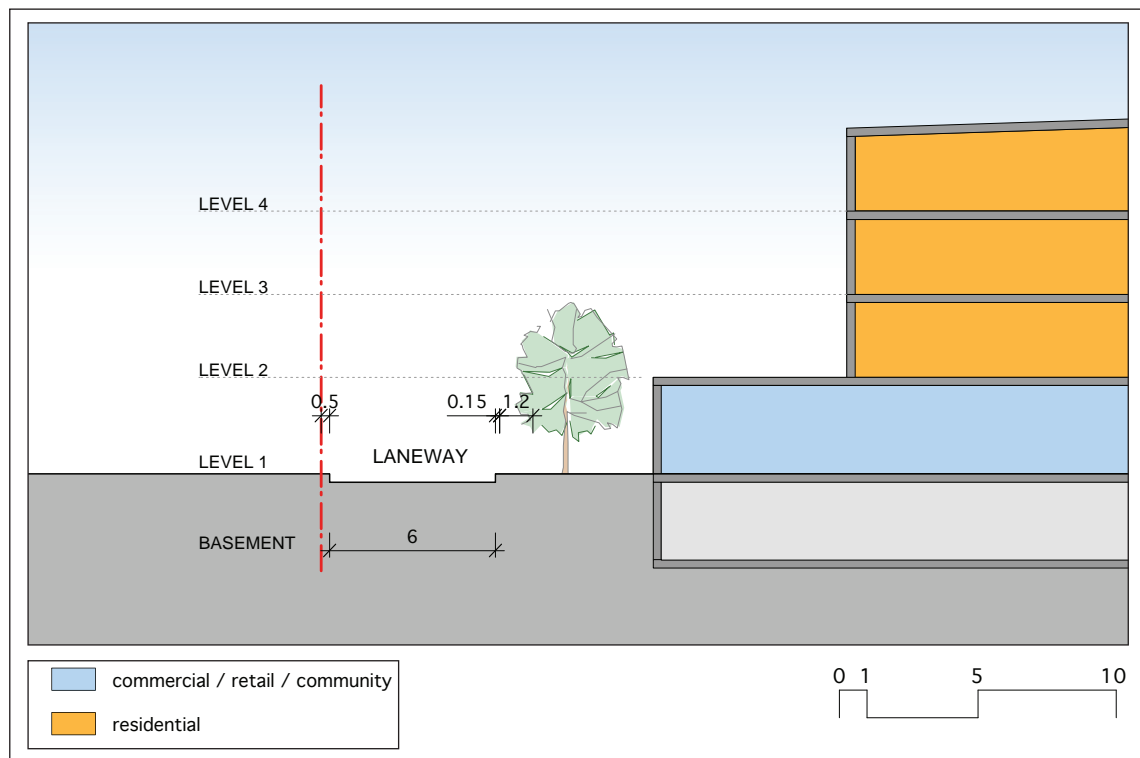 LEVEL 4
LEVEL 3
LEVEL 2
0.5
0.15 1.2
LEVEL 1
LANEWAY
BASEMENT
6
commercial / retail / community
residential
0 1 5 10